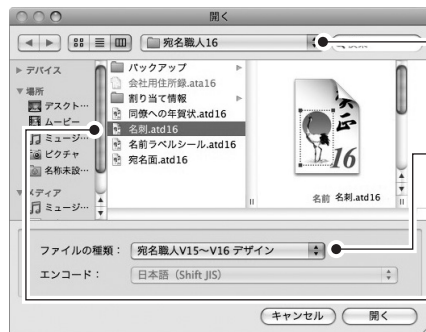 開く
宛名職人16
デバイス
場所
デスクト…
ムービー
ミュージ…
ピクチャ
名称未設…
メディア
ミュージ…
バックアップ
会社用住所録.ata16
割り当て情報
同僚への年賀状.atd16
名刺.atd16
名前ラベルシール.atd16
宛名面.atd16
16
名前 名刺.atd16
ファイルの種類： 宛名職人V15～V16 デザイン
エンコード： 日本語（Shift JIS）
キャンセル 開く